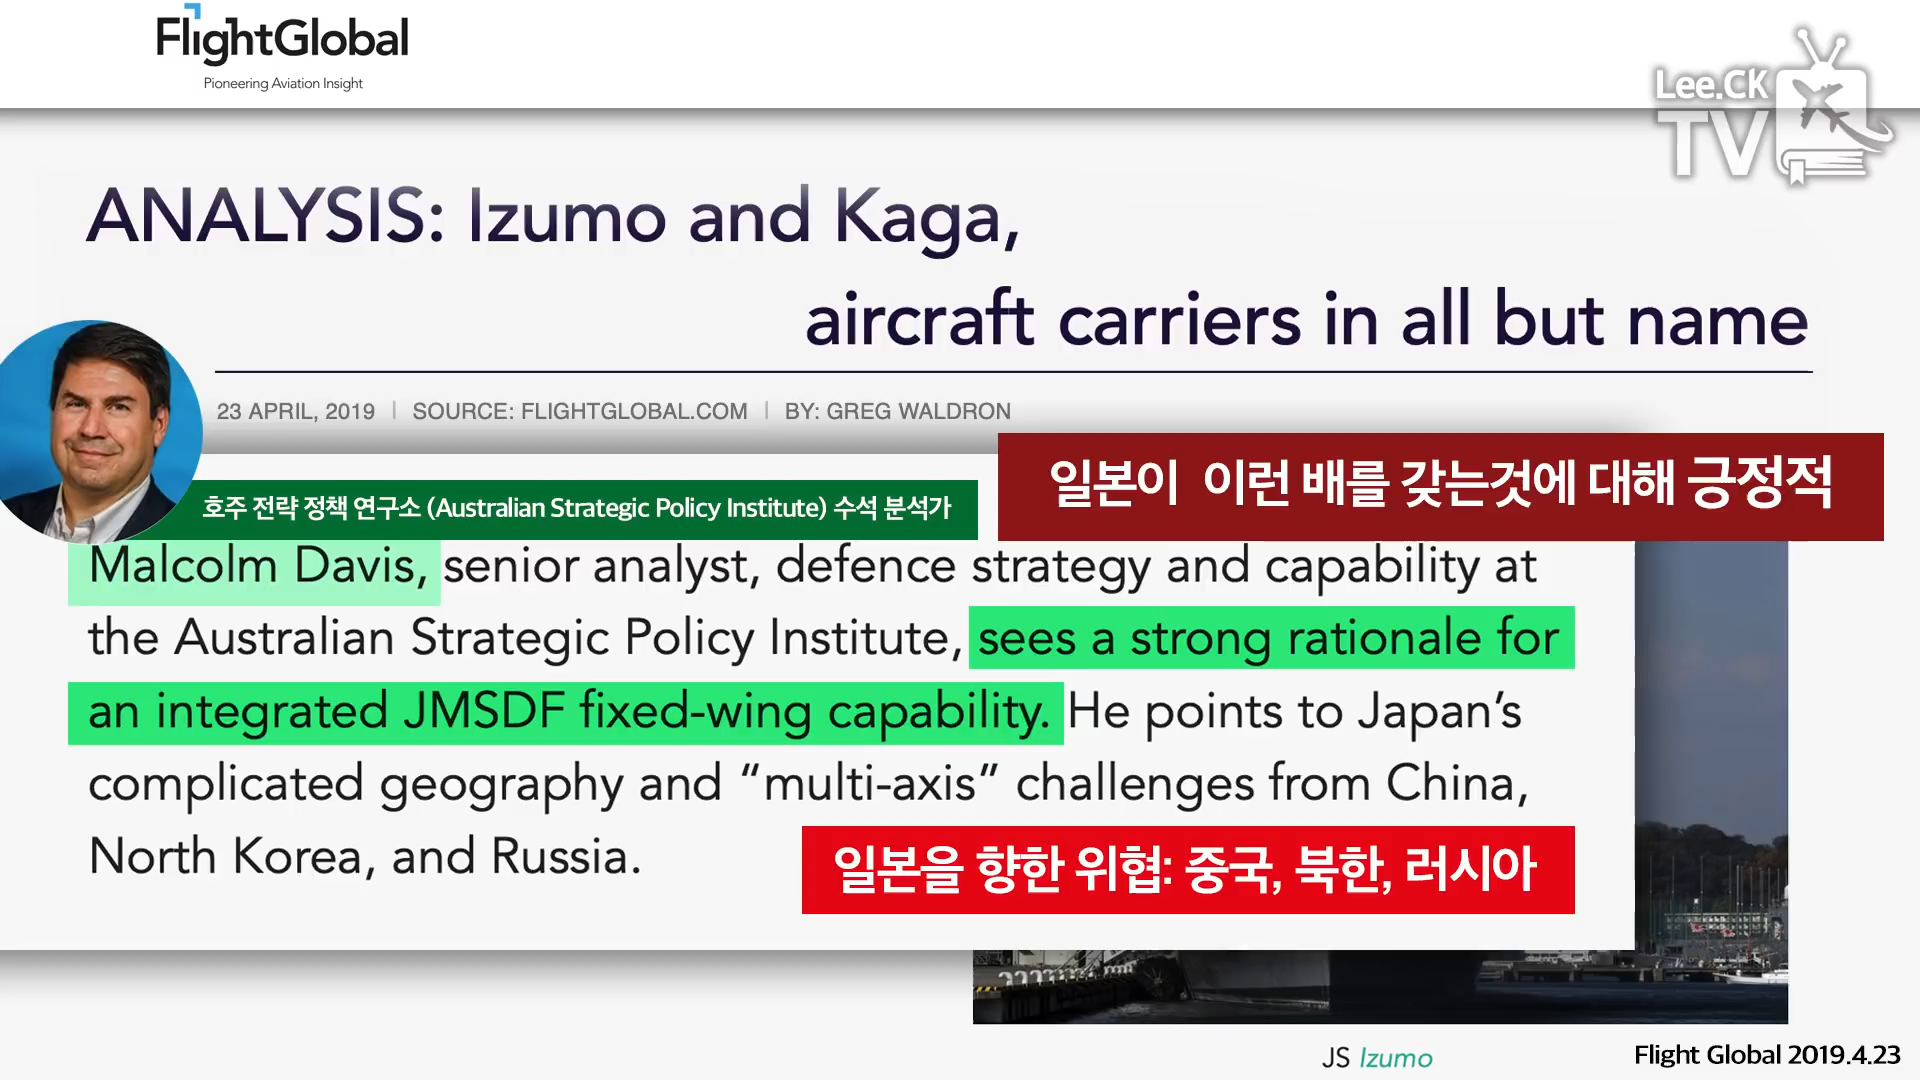 FlightGlobal
Pioneering Aviation Insight
Lee.CK
TV
ANALYSIS: Izumo and Kaga,
aircraft carriers in all but name
23 APRIL, 2019 | SOURCE: FLIGHTGLOBAL.COM | BY: GREG WALDRON
일본이 이런 배를 갖는것에 대해 긍정적
호주 전략 정책 연구소 (Australian Strategic Policy Institute) 수석 분석가
Malcolm Davis, senior analyst, defence strategy and capability at
the Australian Strategic Policy Institute, sees a strong rationale for
an integrated JMSDF fixed-wing capability. He points to Japan’s
complicated geography and “multi-axis” challenges from China,
North Korea, and Russia.
일본을 향한 위협: 중국, 북한, 러시아
JS Izumo
Flight Global 2019.4.23